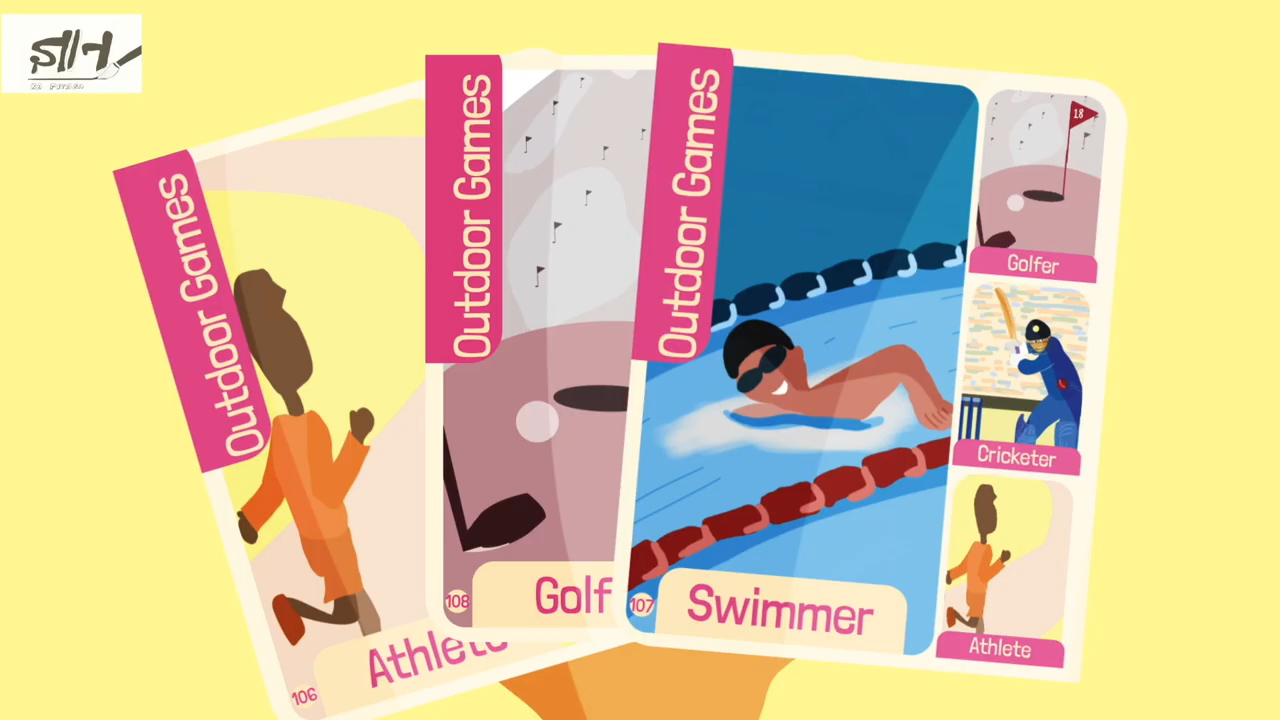 Outdoor Games
106
Athlete
Outdoor Games
108
Golf
Outdoor Games
107
Swimmer
18
Golfer
Cricketer
Athlete